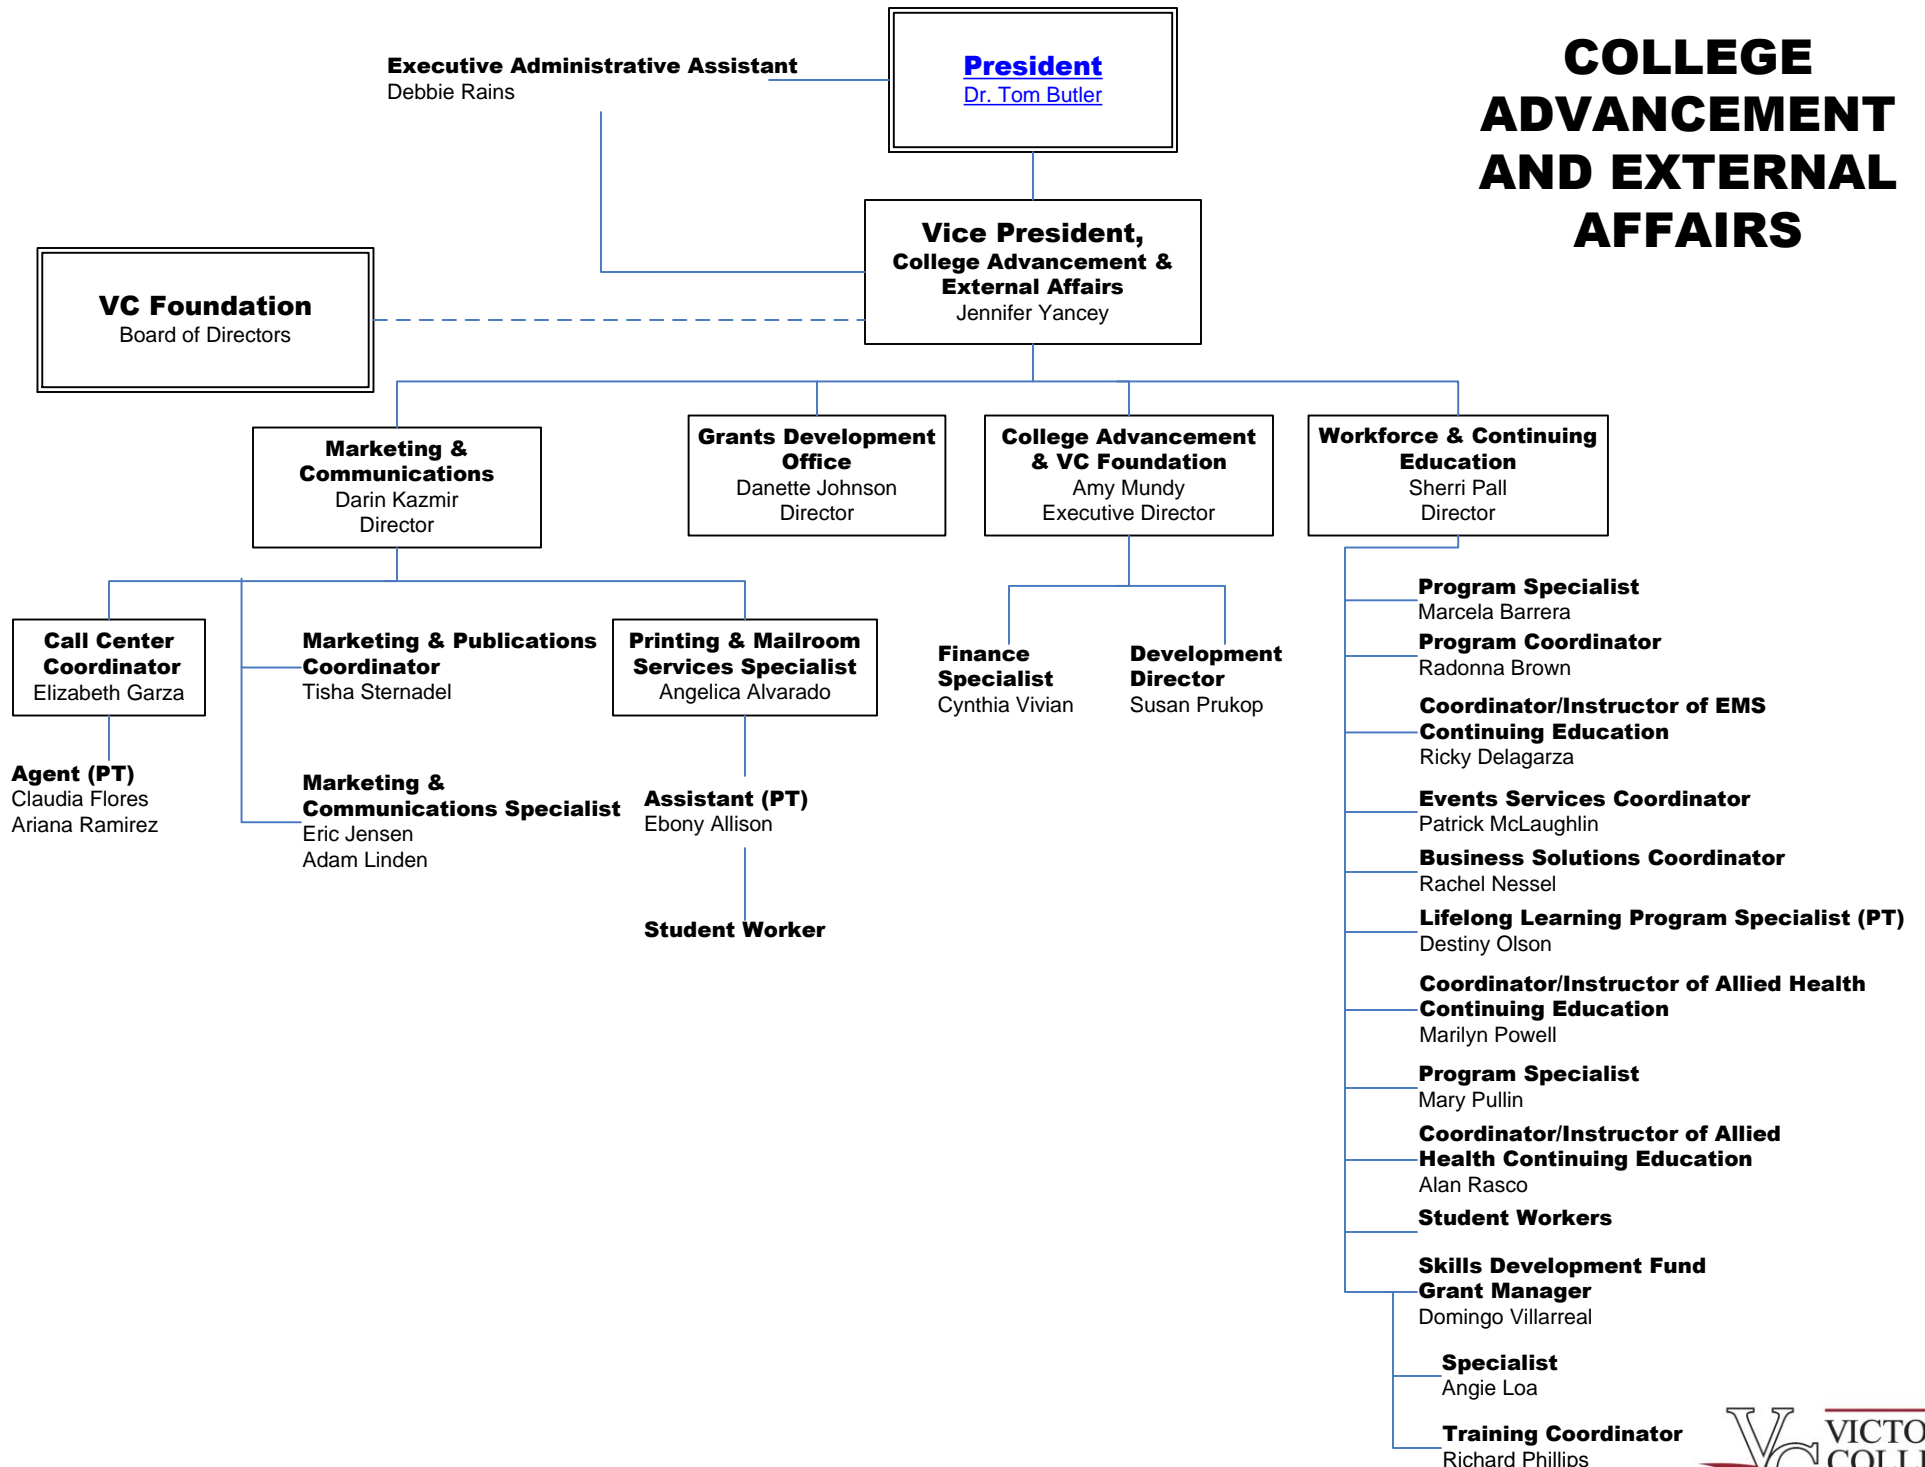 Executive Administrative Assistant
Debbie Rains
President
Dr. Tom Butler
COLLEGE
ADVANCEMENT
AND EXTERNAL
AFFAIRS
Vice President,
College Advancement &
External Affairs
Jennifer Yancey
VC Foundation
Board of Directors
Marketing &
Communications
Darin Kazmir
Director
Grants Development
Office
Danette Johnson
Director
College Advancement
& VC Foundation
Amy Mundy
Executive Director
Workforce & Continuing
Education
Sherri Pall
Director
Call Center
Coordinator
Elizabeth Garza
Agent (PT)
Claudia Flores
Ariana Ramirez
Marketing & Publications
Coordinator
Tisha Sternadel
Marketing &
Communications Specialist
Eric Jensen
Adam Linden
Printing & Mailroom
Services Specialist
Angelica Alvarado
Assistant (PT)
Ebony Allison
Student Worker
Finance
Specialist
Cynthia Vivian
Development
Director
Susan Prukop
Program Specialist
Marcela Barrera
Program Coordinator
Radonna Brown
Coordinator/Instructor of EMS
Continuing Education
Ricky Delagarza
Events Services Coordinator
Patrick McLaughlin
Business Solutions Coordinator
Rachel Nessel
Lifelong Learning Program Specialist (PT)
Destiny Olson
Coordinator/Instructor of Allied Health
Continuing Education
Marilyn Powell
Program Specialist
Mary Pullin
Coordinator/Instructor of Allied
Health Continuing Education
Alan Rasco
Student Workers
Skills Development Fund
Grant Manager
Domingo Villarreal
Specialist
Angie Loa
Training Coordinator
Richard Phillips
VC